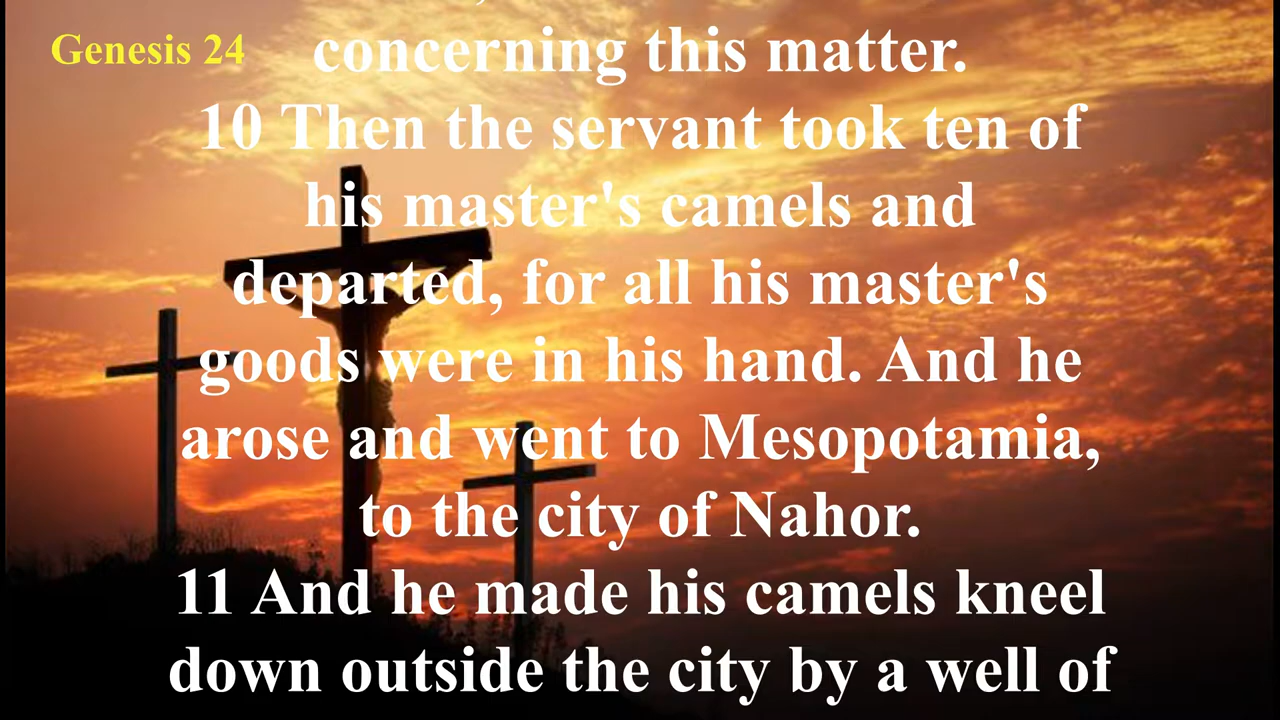 Genesis 24
concerning this matter.
10 Then the servant took ten of
his master's camels and
departed, for all his master's
goods were in his hand. And he
arose and went to Mesopotamia,
to the city of Nahor.
11 And he made his camels kneel
down outside the city by a well of